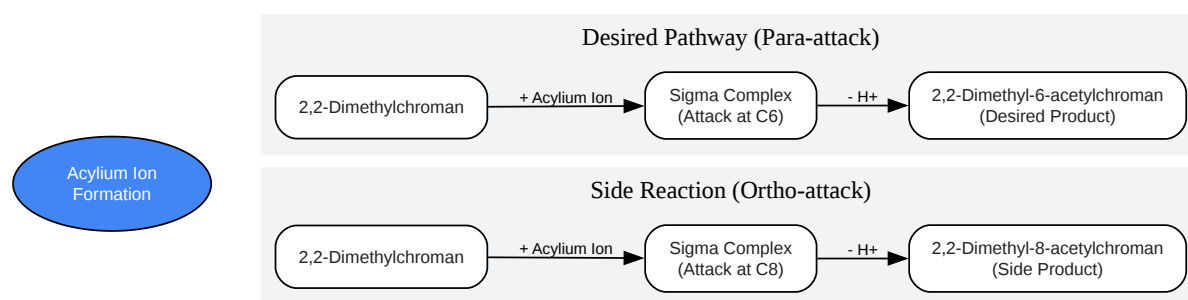 Desired Pathway (Para-attack)
2,2-Dimethylchroman
+ Acylium Ion
Sigma Complex
(Attack at C6)
- H+
2,2-Dimethyl-6-acetylchroman
(Desired Product)
Acylium Ion
Formation
Side Reaction (Ortho-attack)
2,2-Dimethylchroman
+ Acylium Ion
Sigma Complex
(Attack at C8)
- H+
2,2-Dimethyl-8-acetylchroman
(Side Product)